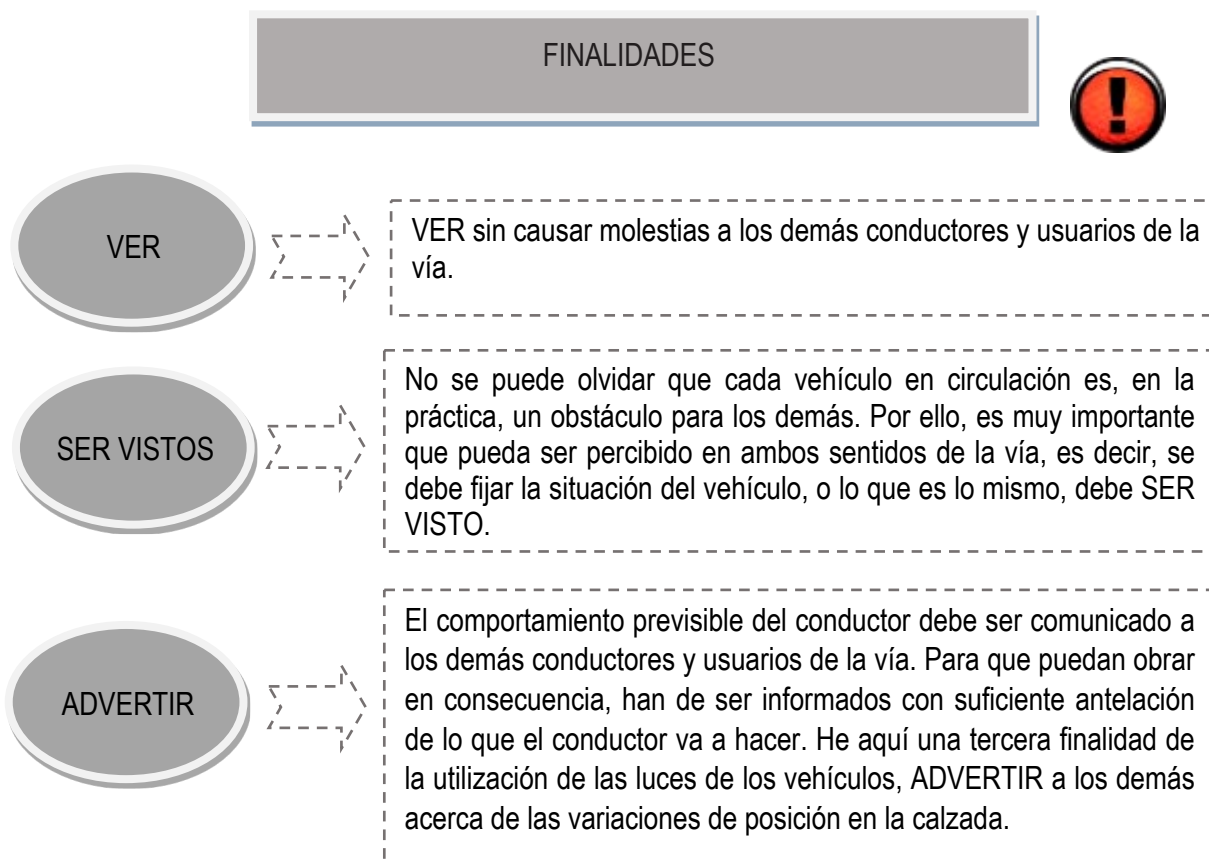 FINALIDADES
VER
VER sin causar molestias a los demás conductores y usuarios de la
vía.
SER VISTOS
No se puede olvidar que cada vehículo en circulación es, en la
práctica, un obstáculo para los demás. Por ello, es muy importante
que pueda ser percibido en ambos sentidos de la vía, es decir, se
debe fijar la situación del vehículo, o lo que es lo mismo, debe SER
VISTO.
ADVERTIR
El comportamiento previsible del conductor debe ser comunicado a
los demás conductores y usuarios de la vía. Para que puedan obrar
en consecuencia, han de ser informados con suficiente antelación
de lo que el conductor va a hacer. He aquí una tercera finalidad de
la utilización de las luces de los vehículos, ADVERTIR a los demás
acerca de las variaciones de posición en la calzada.